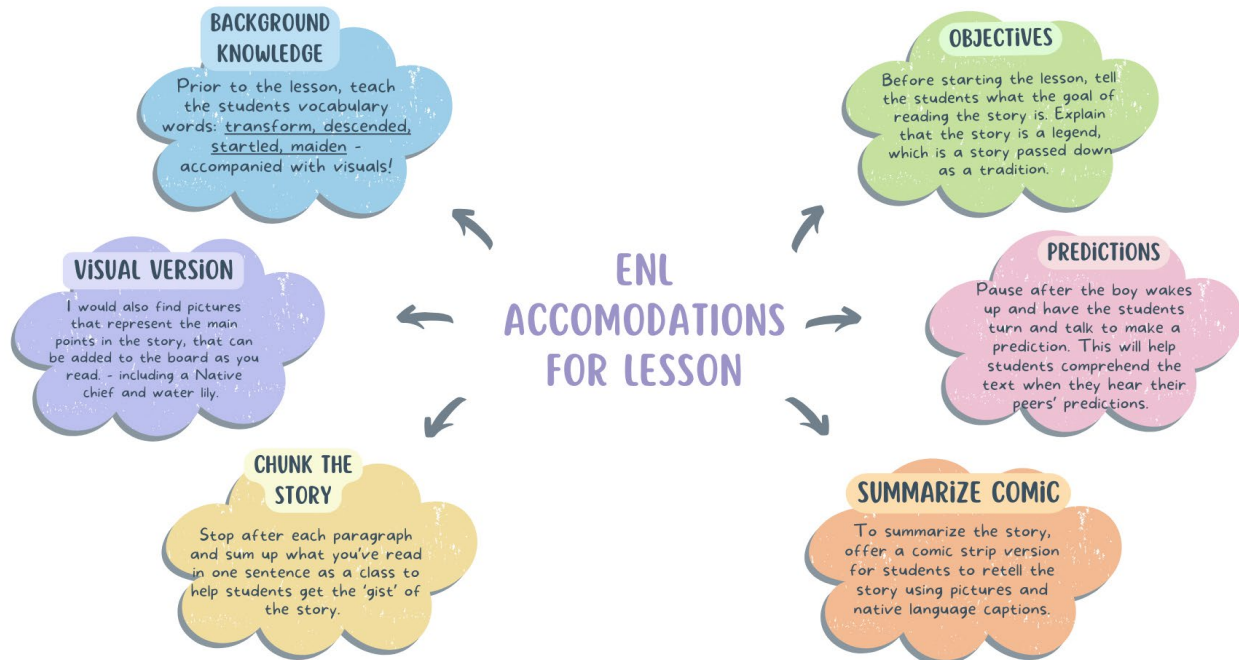 BACKGROUND
KNOWLEDGE
Prior to the lesson, teach
the students vocabulary
words: transform, descended,
startled, maiden -
accompanied with visuals!
OBJECTIVES
Before starting the lesson, tell
the students what the goal of
reading the story is. Explain
that the story is a legend,
which is a story passed down
as a tradition.
VISUAL VERSION
I would also find pictures
that represent the main
points in the story, that can
be added to the board as you
read. - including a Native
chief and water lily.
ENL
ACCOMODATIONS
FOR LESSON
PREDICTIONS
Pause after the boy wakes
up and have the students
turn and talk to make a
prediction. This will help
students comprehend the
text when they hear their
peers' predictions.
CHUNK THE
STORY
Stop after each paragraph
and sum up what you've read
in one sentence as a class to
help students get the 'gist' of
the story.
SUMMARIZE COMIC
To summarize the story,
offer a comic strip version
for students to retell the
story using pictures and
native language captions.